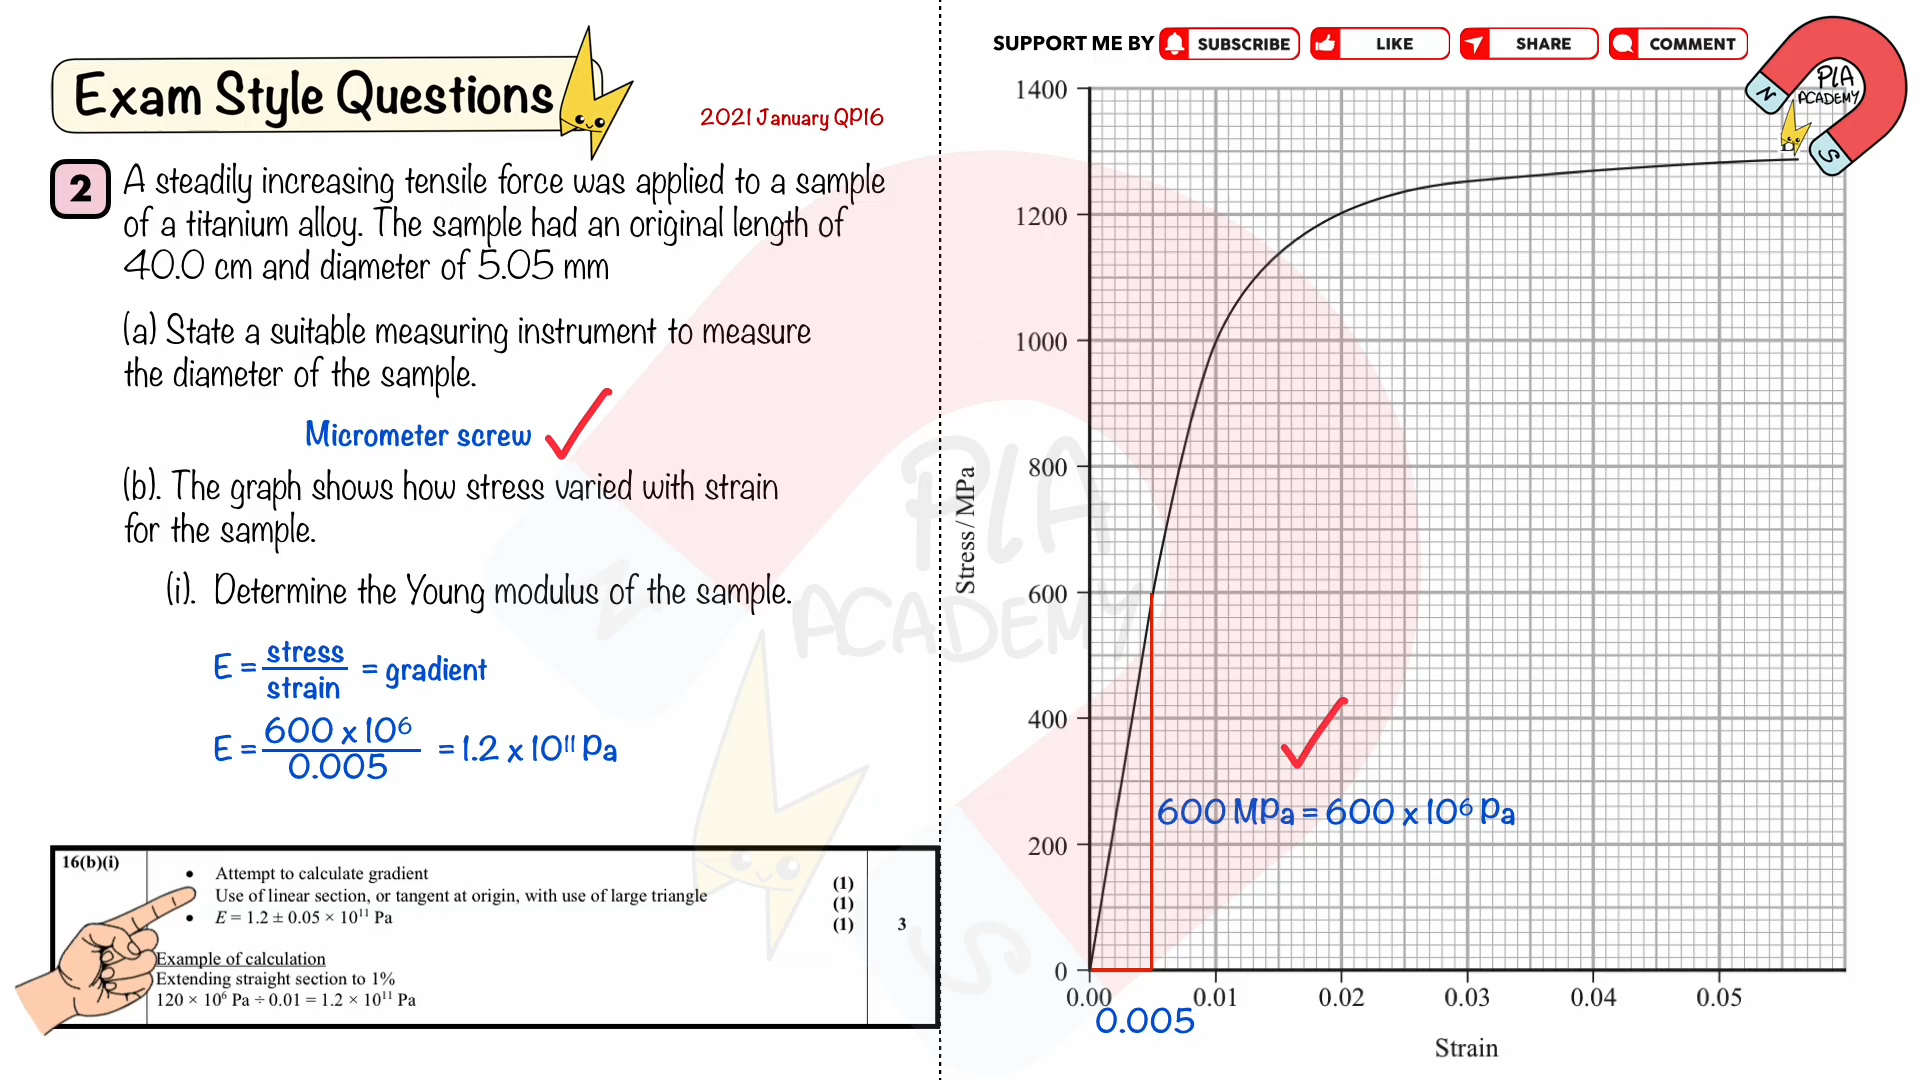 SUPPORT ME BY SUBSCRIBE LIKE SHARE COMMENT
PLA
ACADEMY
N
S
Exam Style Questions
2021 January QP16
2 A steadily increasing tensile force was applied to a sample
of a titanium alloy. The sample had an original length of
40.0 cm and diameter of 5.05 mm
(a) State a suitable measuring instrument to measure
the diameter of the sample.
Micrometer screw
(b). The graph shows how stress varied with strain
for the sample.
(i). Determine the Young modulus of the sample.
E = stress / strain = gradient
E = 600 x 10⁶ / 0.005 = 1.2 x 10¹¹ Pa
16(b)(i)
• Attempt to calculate gradient (1)
Use of linear section, or tangent at origin, with use of large triangle (1)
• E = 1.2 ± 0.05 × 10¹¹ Pa (1) 3
Example of calculation
Extending straight section to 1%
120 × 10⁶ Pa ÷ 0.01 = 1.2 × 10¹¹ Pa
PLA
ACADEMY
S
1400
1200
1000
800
600
400
200
0
Stress / MPa
600 MPa = 600 x 10⁶ Pa
0.00 0.01 0.02 0.03 0.04 0.05
0.005
Strain